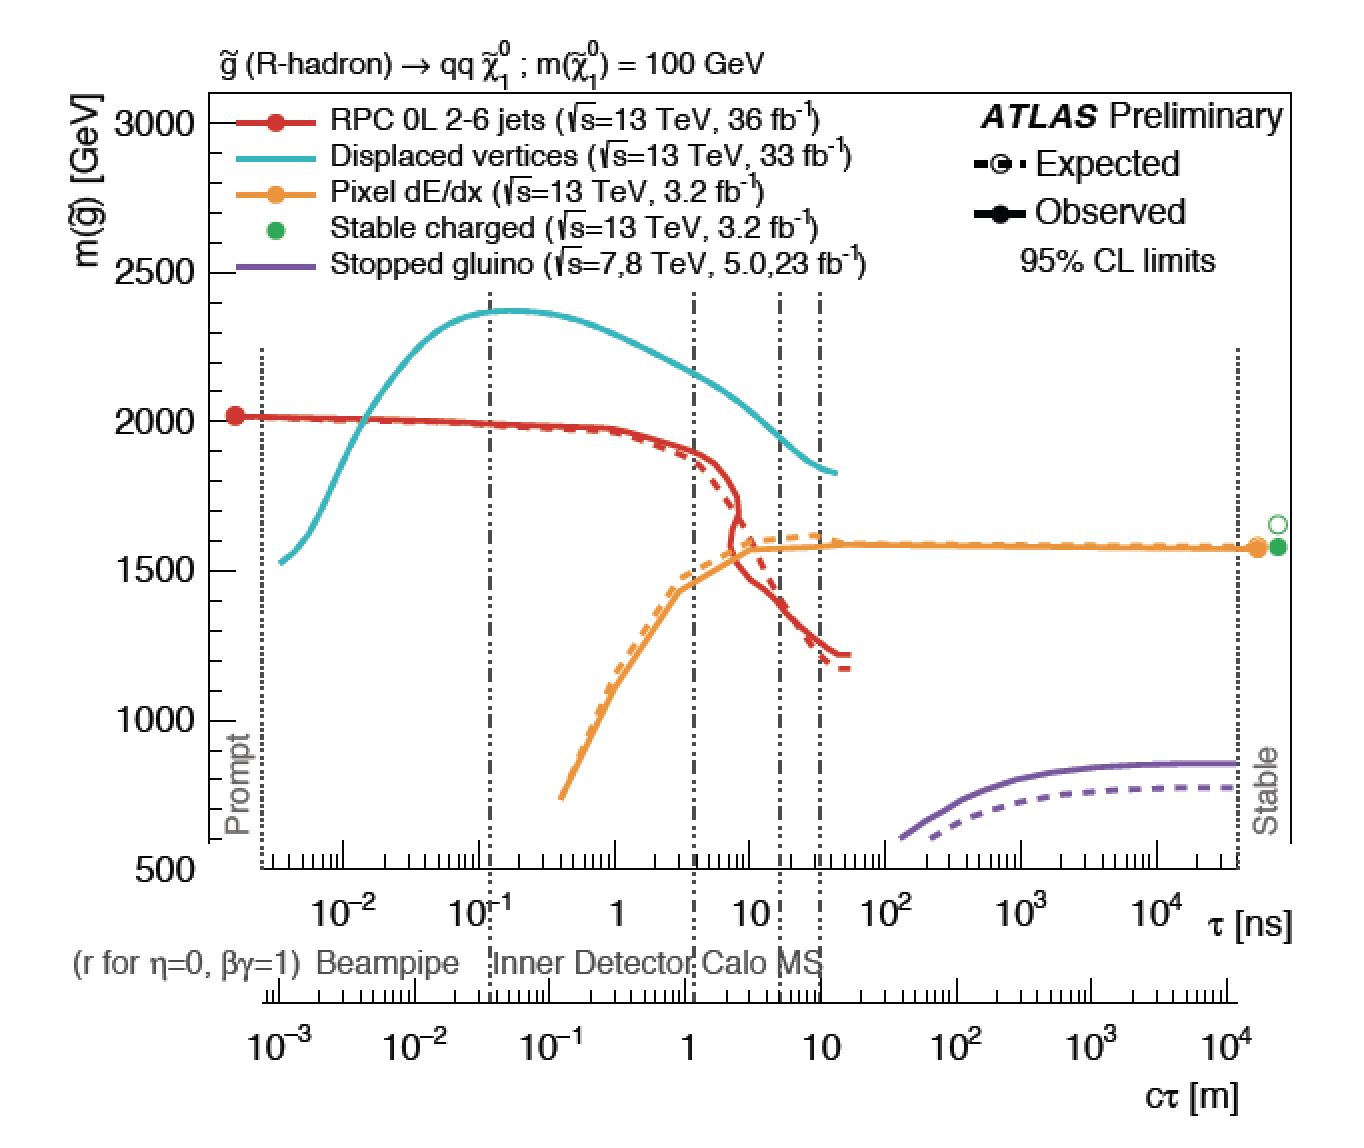 g̃ (R-hadron) → qq χ̃₁⁰ ; m(χ̃₁⁰) = 100 GeV
m(g̃) [GeV]
3000
2500
2000
1500
1000
500
RPC 0L 2-6 jets (√s=13 TeV, 36 fb⁻¹)
Displaced vertices (√s=13 TeV, 33 fb⁻¹)
Pixel dE/dx (√s=13 TeV, 3.2 fb⁻¹)
Stable charged (√s=13 TeV, 3.2 fb⁻¹)
Stopped gluino (√s=7,8 TeV, 5.0,23 fb⁻¹)
ATLAS Preliminary
Expected
Observed
95% CL limits
Prompt
Stable
10⁻² 10⁻¹ 1 10 10² 10³ 10⁴
τ [ns]
(r for η=0, βγ=1) Beampipe Inner Detector Calo MS
10⁻³ 10⁻² 10⁻¹ 1 10 10² 10³ 10⁴
cτ [m]